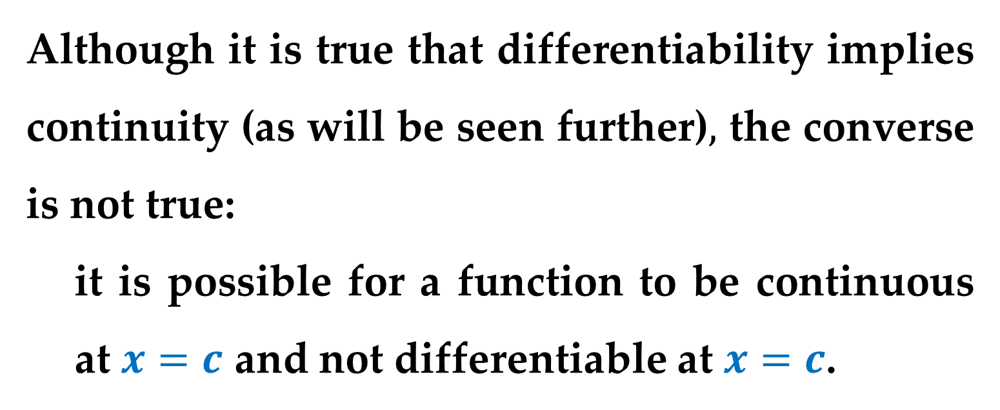 Although it is true that differentiability implies
continuity (as will be seen further), the converse
is not true:
it is possible for a function to be continuous
at x = c and not differentiable at x = c.